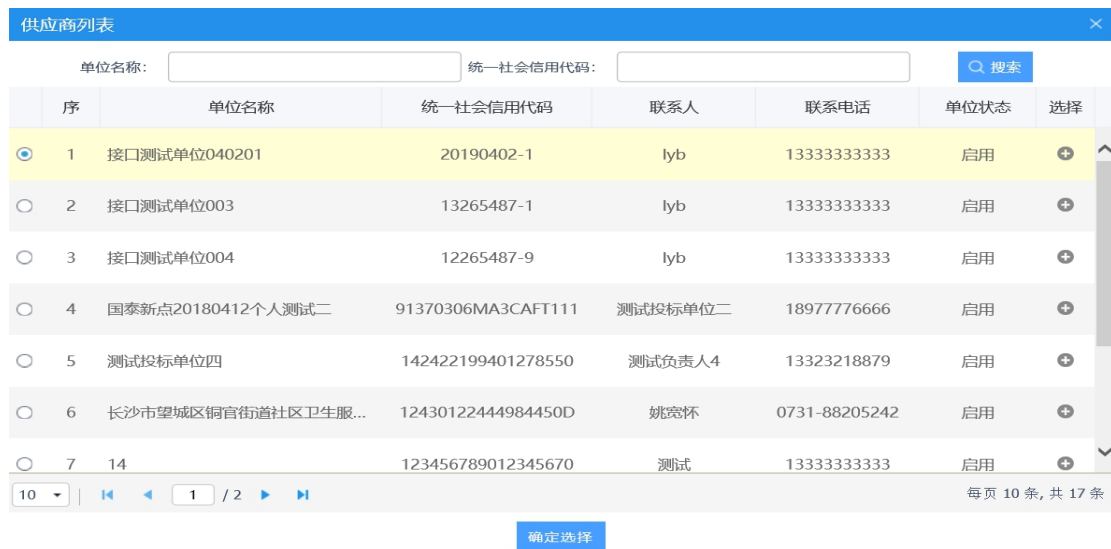 供应商列表
单位名称: 统一社会信用代码: 搜索
序 单位名称 统一社会信用代码 联系人 联系电话 单位状态 选择
1 接口测试单位040201 20190402-1 lyb 13333333333 启用
2 接口测试单位003 13265487-1 lyb 13333333333 启用
3 接口测试单位004 12265487-9 lyb 13333333333 启用
4 国泰新点20180412个人测试二 91370306MA3CAFT111 测试投标单位二 18977776666 启用
5 测试投标单位四 142422199401278550 测试负责人4 13323218879 启用
6 长沙市望城区铜官街道社区卫生服... 12430122444984450D 姚宽怀 0731-88205242 启用
7 14 123456789012345670 测试 13333333333 启用
10 1 / 2 每页 10 条, 共 17 条
确定选择